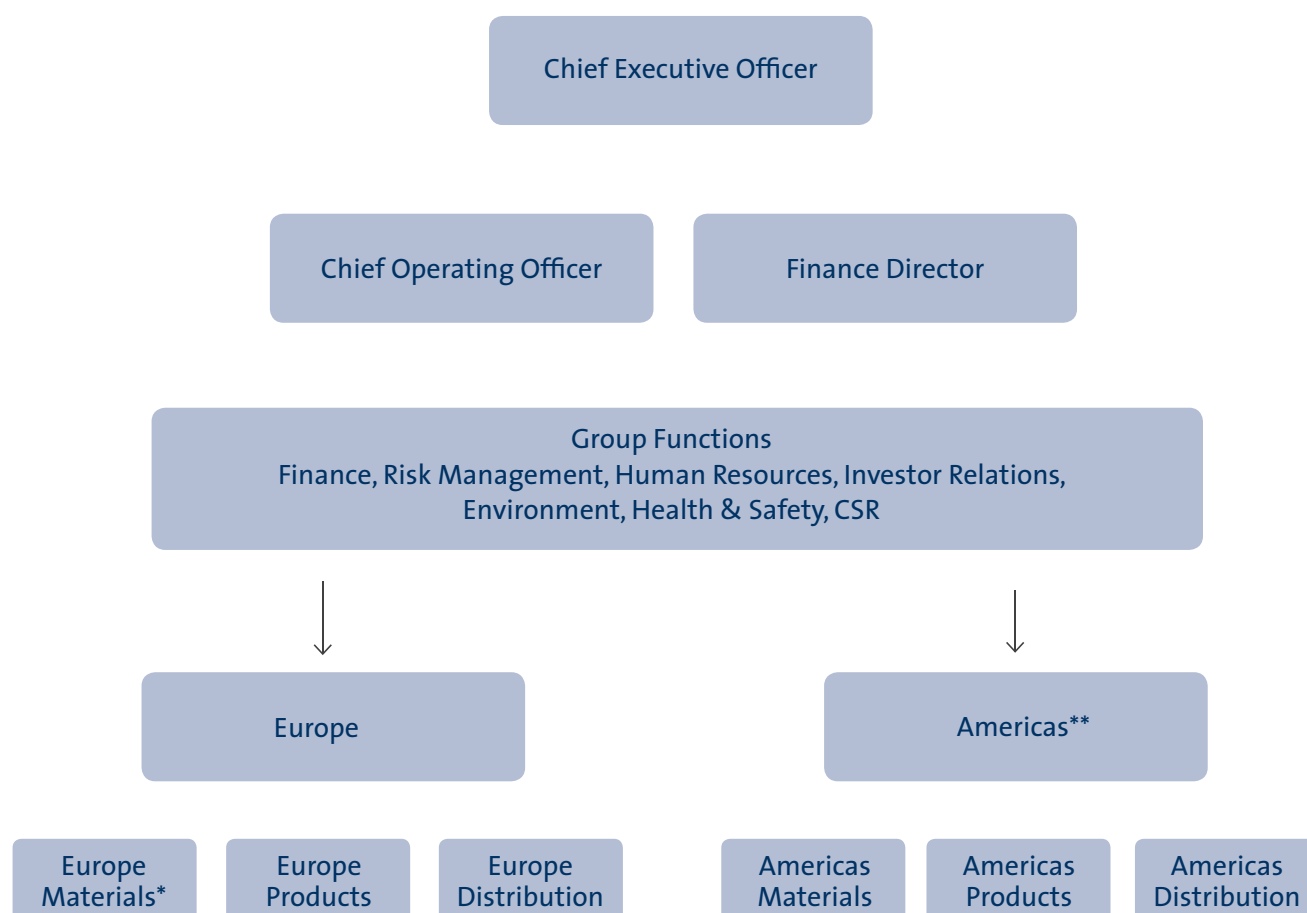 Chief Executive Officer
Chief Operating Officer
Finance Director
Group Functions
Finance, Risk Management, Human Resources, Investor Relations,
Environment, Health & Safety, CSR
Europe
Americas**
Europe
Materials*
Europe
Products
Europe
Distribution
Americas
Materials
Americas
Products
Americas
Distribution